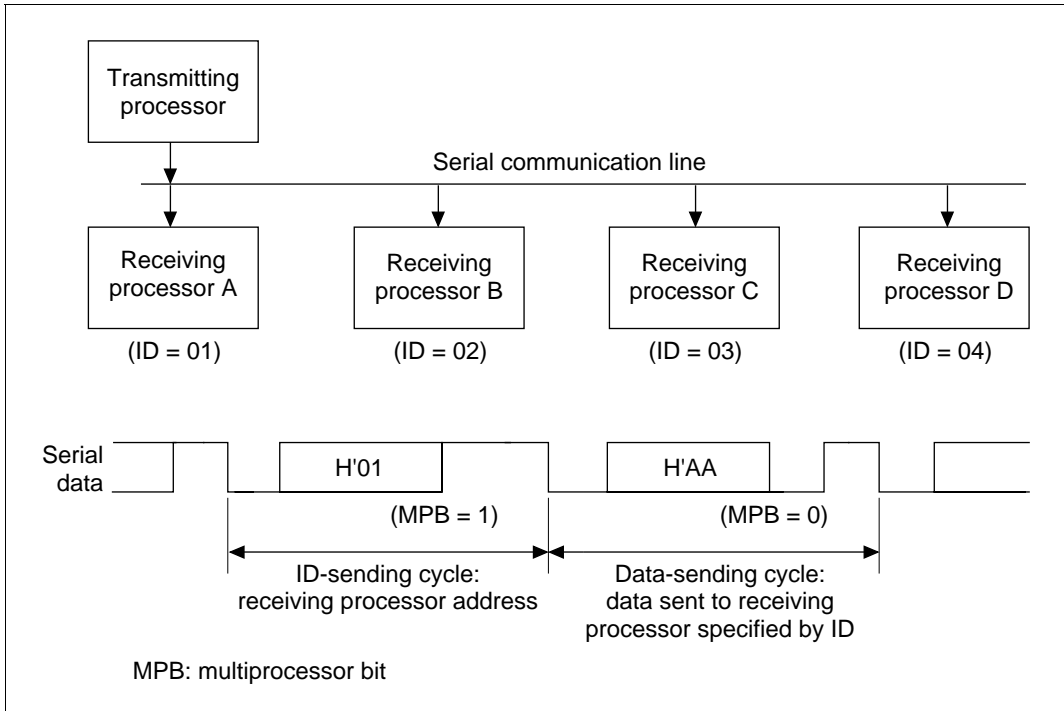 Transmitting
processor
Serial communication line
Receiving
processor A
Receiving
processor B
Receiving
processor C
Receiving
processor D
(ID = 01)
(ID = 02)
(ID = 03)
(ID = 04)
Serial
data
H'01
H'AA
(MPB = 1)
(MPB = 0)
ID-sending cycle:
receiving processor address
Data-sending cycle:
data sent to receiving
processor specified by ID
MPB: multiprocessor bit